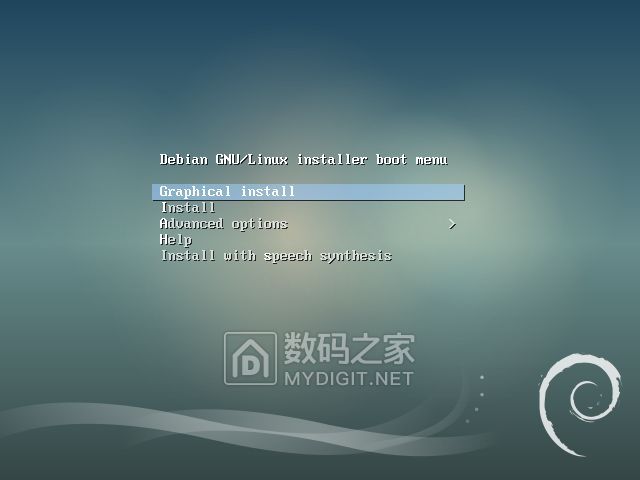 Debian GNU/Linux installer boot menu
Graphical install
Install
Advanced options >
Help
Install with speech synthesis
数码之家
MYDIGIT.NET